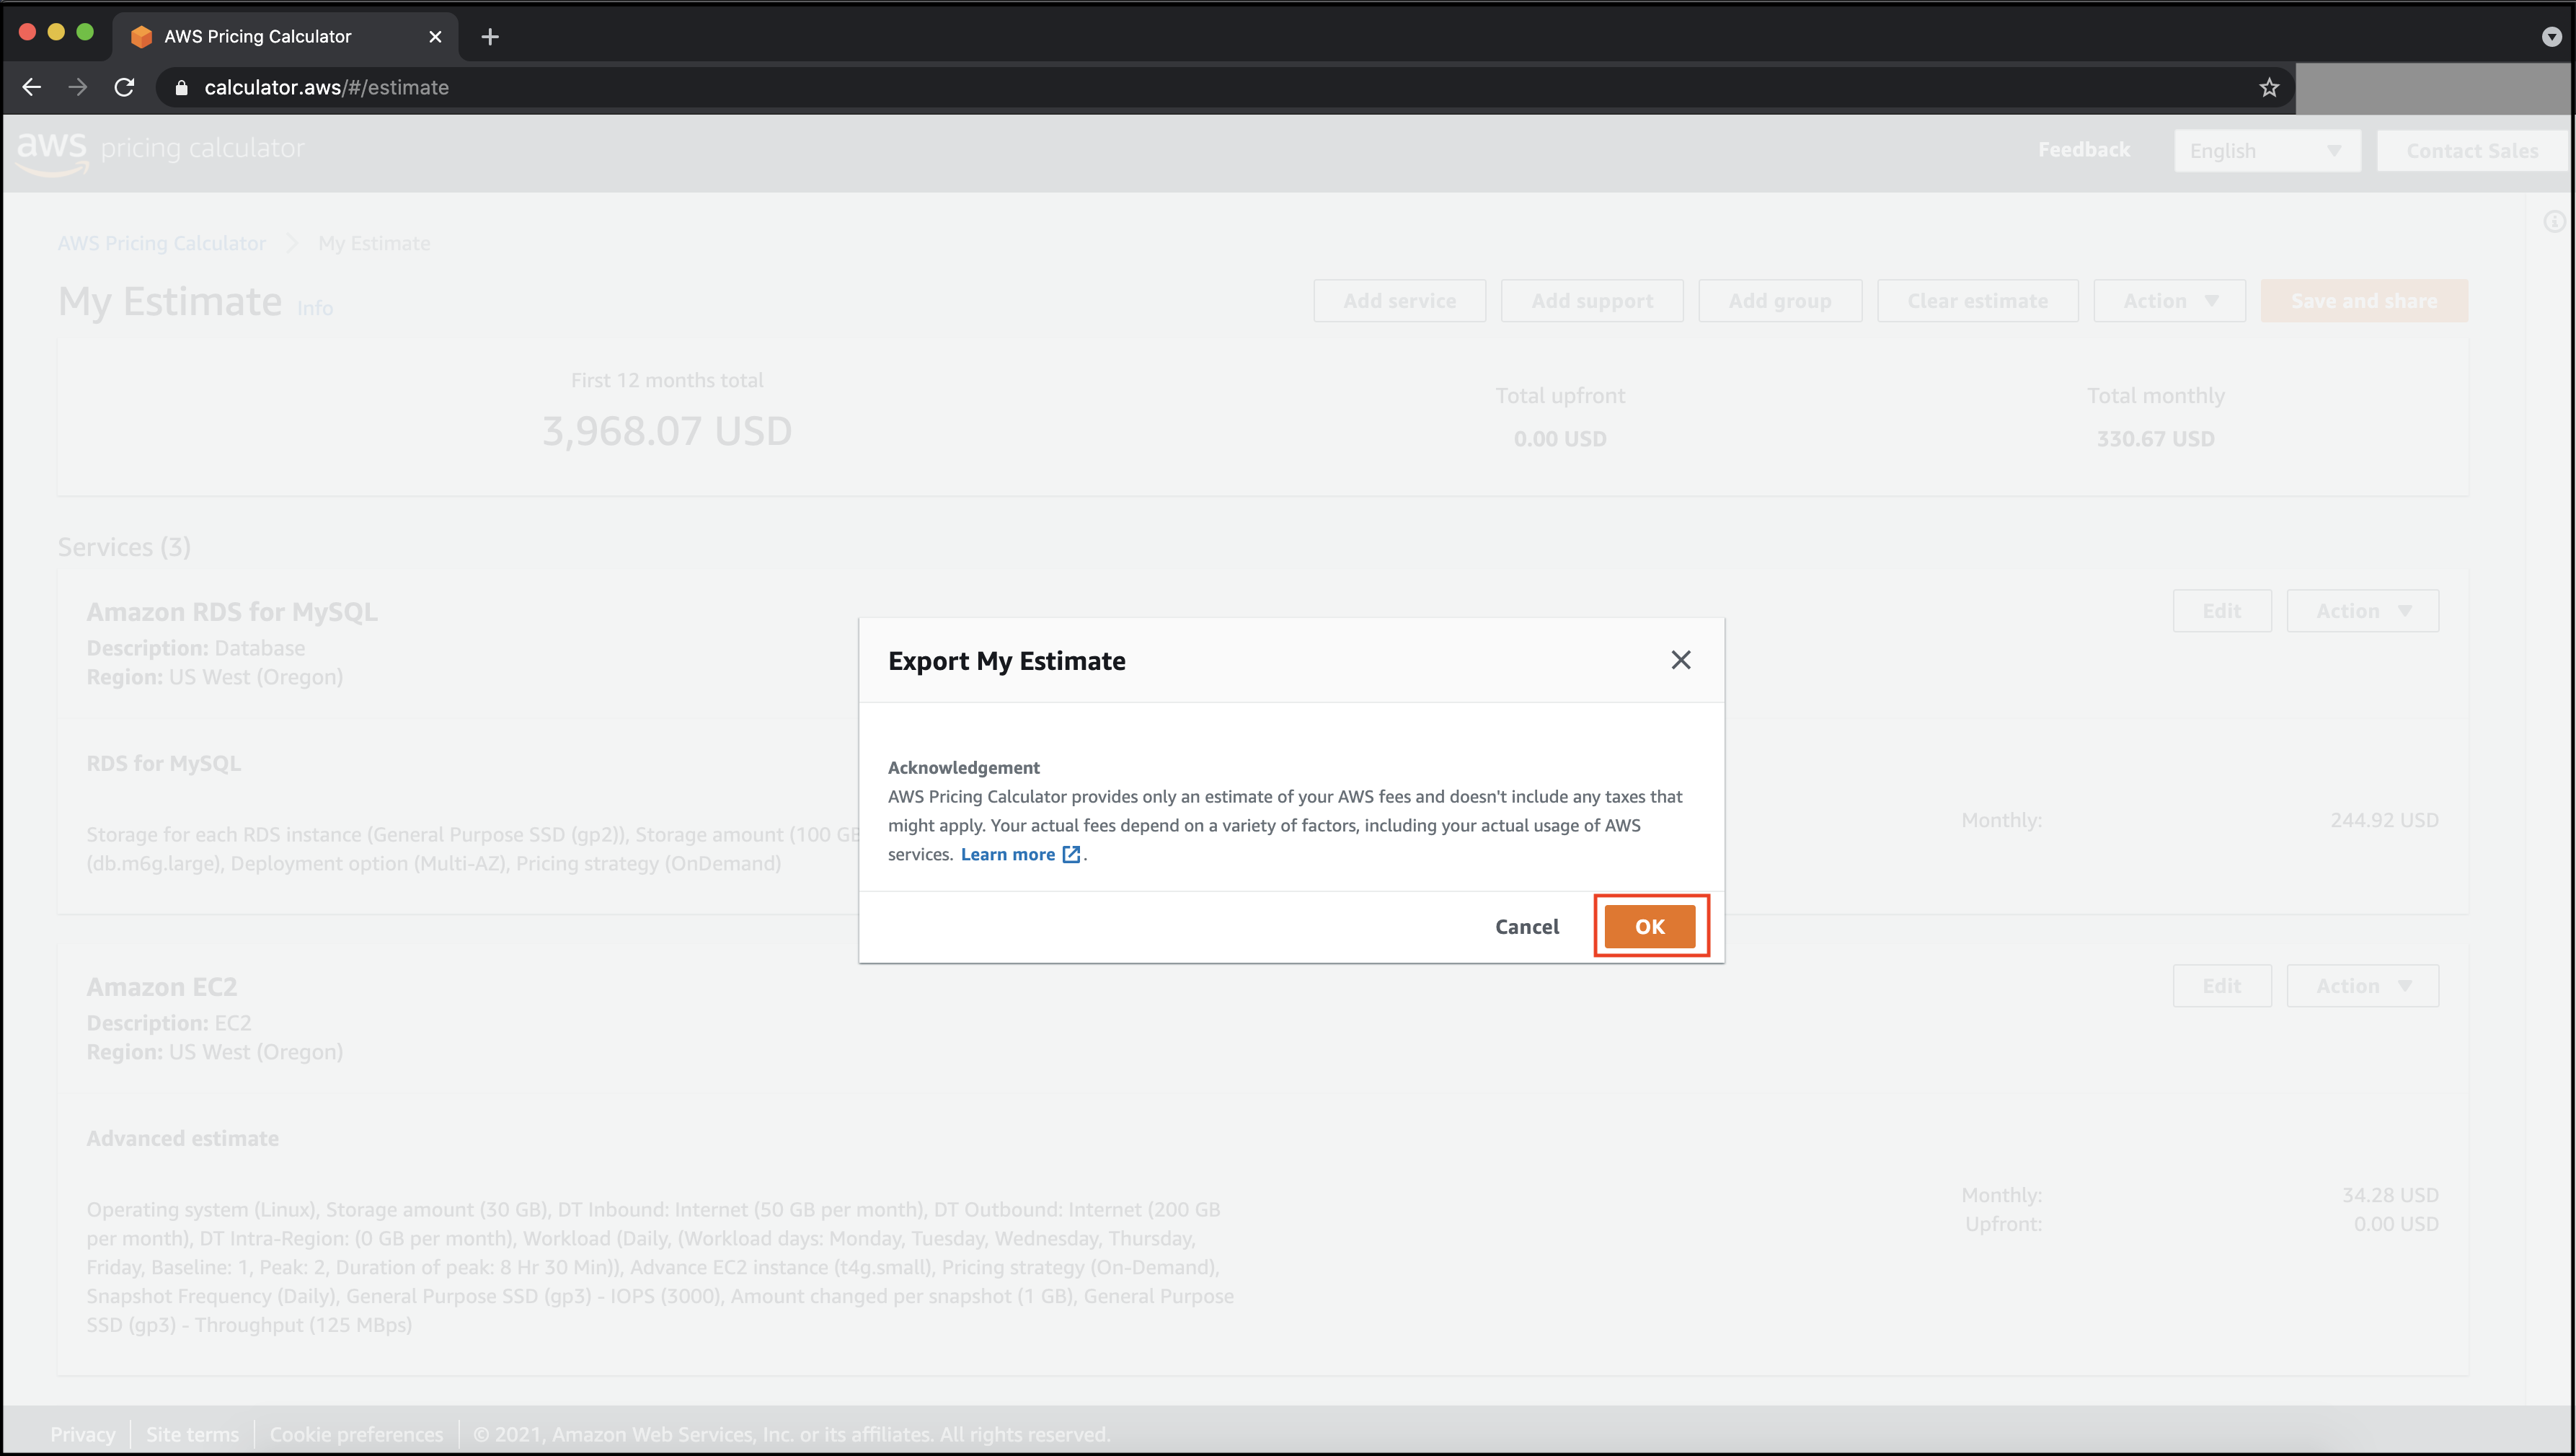 AWS Pricing Calculator
calculator.aws/#/estimate
aws pricing calculator
Feedback
English
Contact Sales
AWS Pricing Calculator
My Estimate
My Estimate Info
Add service
Add support
Add group
Clear estimate
Action
Save and share
First 12 months total
3,968.07 USD
Total upfront
0.00 USD
Total monthly
330.67 USD
Services (3)
Amazon RDS for MySQL
Description: Database
Region: US West (Oregon)
Edit
Action
RDS for MySQL
Storage for each RDS instance (General Purpose SSD (gp2)), Storage amount (100 GB
(db.m6g.large), Deployment option (Multi-AZ), Pricing strategy (OnDemand)
Monthly: 244.92 USD
Export My Estimate
Acknowledgement
AWS Pricing Calculator provides only an estimate of your AWS fees and doesn't include any taxes that
might apply. Your actual fees depend on a variety of factors, including your actual usage of AWS
services. Learn more .
Cancel
OK
Amazon EC2
Description: EC2
Region: US West (Oregon)
Edit
Action
Advanced estimate
Operating system (Linux), Storage amount (30 GB), DT Inbound: Internet (50 GB per month), DT Outbound: Internet (200 GB
per month), DT Intra-Region: (0 GB per month), Workload (Daily, (Workload days: Monday, Tuesday, Wednesday, Thursday,
Friday, Baseline: 1, Peak: 2, Duration of peak: 8 Hr 30 Min)), Advance EC2 instance (t4g.small), Pricing strategy (On-Demand),
Snapshot Frequency (Daily), General Purpose SSD (gp3) - IOPS (3000), Amount changed per snapshot (1 GB), General Purpose
SSD (gp3) - Throughput (125 MBps)
Monthly: 34.28 USD
Upfront: 0.00 USD
Privacy
Site terms
Cookie preferences
© 2021, Amazon Web Services, Inc. or its affiliates. All rights reserved.